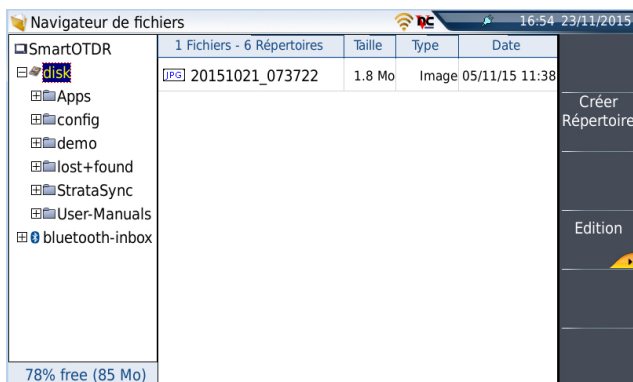 Navigateur de fichiers 16:54 23/11/2015
SmartOTDR
disk
Apps
config
demo
lost+found
StrataSync
User-Manuals
bluetooth-inbox
78% free (85 Mo)
1 Fichiers - 6 Répertoires Taille Type Date
JPG 20151021_073722 1.8 Mo Image 05/11/15 11:38
Créer
Répertoire
Edition